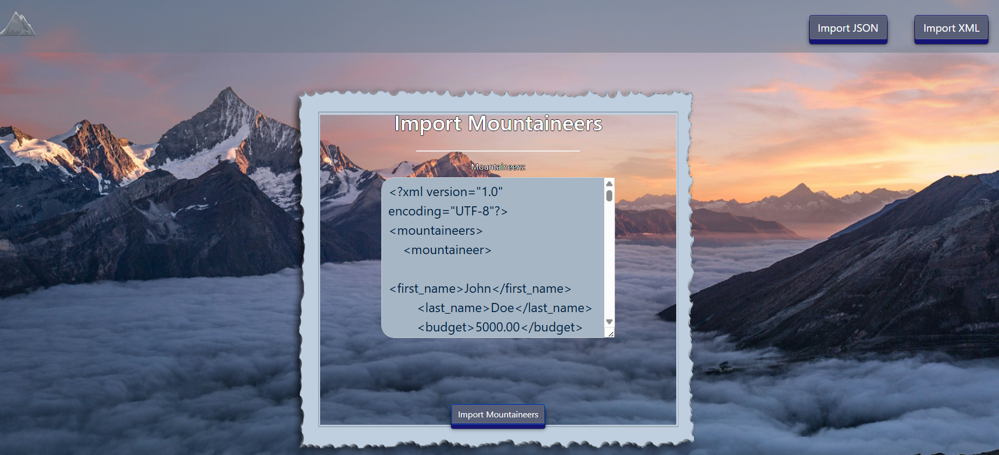 Import JSON
Import XML
Import Mountaineers
Mountaineers:
<?xml version="1.0"
encoding="UTF-8"?>
<mountaineers>
<mountaineer>
<first_name>John</first_name>
<last_name>Doe</last_name>
<budget>5000.00</budget>
Import Mountaineers